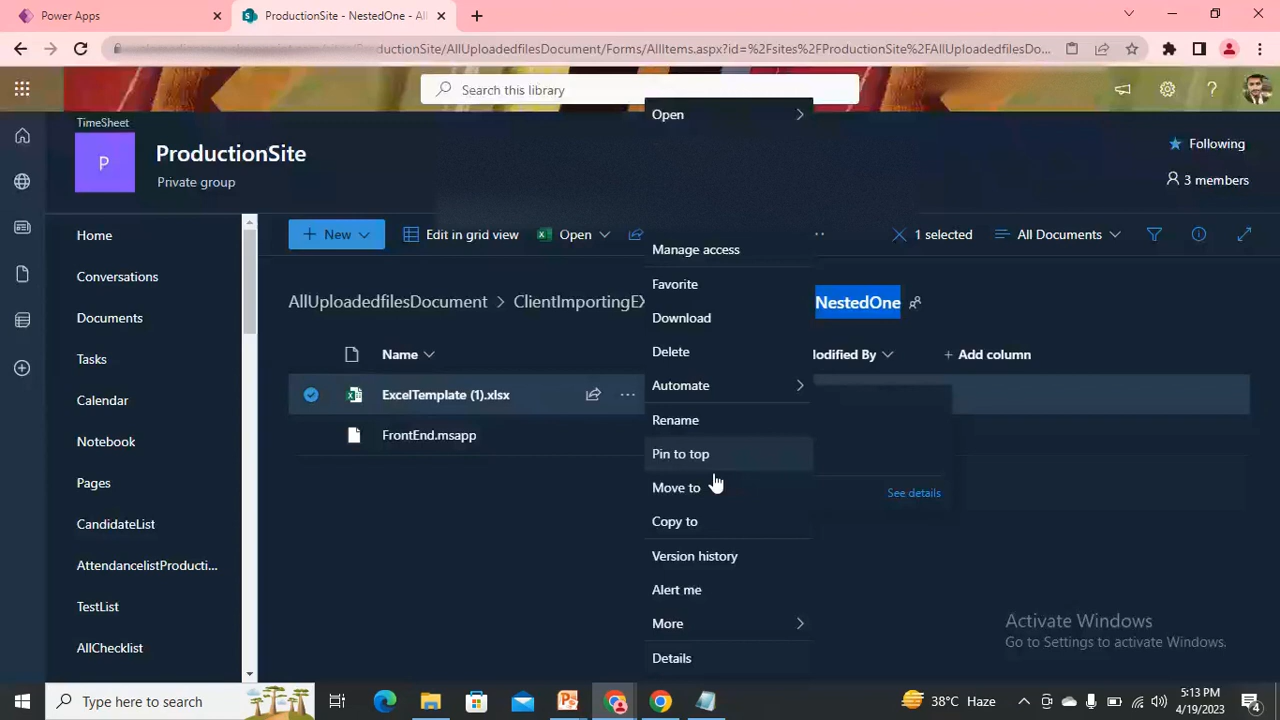 Power Apps
ProductionSite - NestedOne - All
ProductionSite/AllUploadedfilesDocument/Forms/AllItems.aspx?id=%2Fsites%2FProductionSite%2FAllUploadedfilesDo...
Search this library
TimeSheet
P
ProductionSite
Private group
Following
3 members
Open
Manage access
Favorite
Download
Delete
Automate
Rename
Pin to top
Move to
Copy to
Version history
Alert me
More
Details
New
Edit in grid view
Open
1 selected
All Documents
Home
Conversations
Documents
Tasks
Calendar
Notebook
Pages
CandidateList
AttendancelistProducti...
TestList
AllChecklist
AllUploadedfilesDocument > ClientImportingEX
NestedOne
Name
odified By
Add column
ExcelTemplate (1).xlsx
FrontEnd.msapp
See details
Activate Windows
Go to Settings to activate Windows.
Type here to search
38°C Haze
5:13 PM
4/19/2023
4